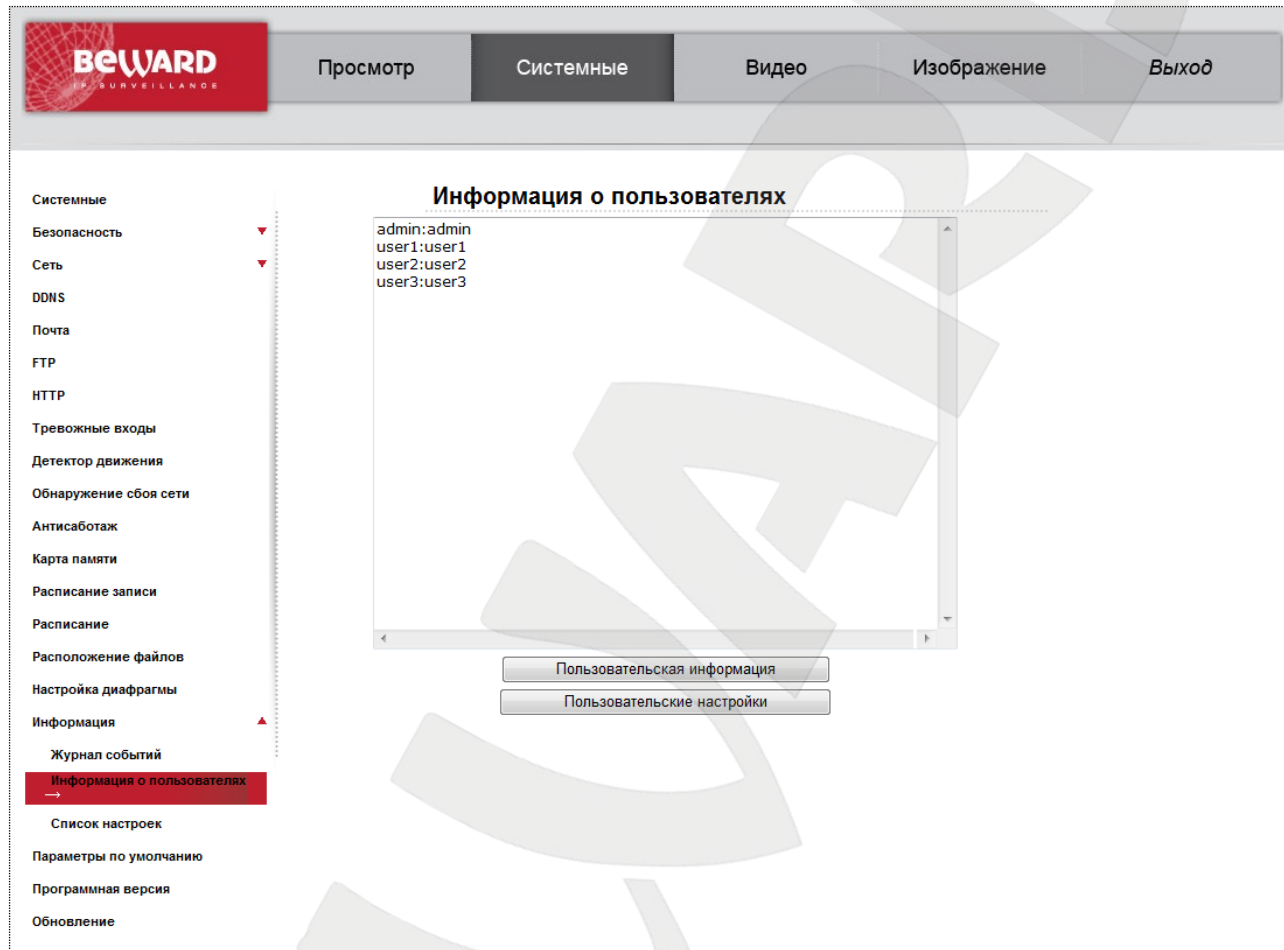 BEWARD
IP SURVEILLANCE
Просмотр
Системные
Видео
Изображение
Выход
Системные
Безопасность
Сеть
DDNS
Почта
FTP
HTTP
Тревожные входы
Детектор движения
Обнаружение сбоя сети
Антисаботаж
Карта памяти
Расписание записи
Расписание
Расположение файлов
Настройка диафрагмы
Информация
Журнал событий
Информация о пользователях
→
Список настроек
Параметры по умолчанию
Программная версия
Обновление
Информация о пользователях
admin:admin
user1:user1
user2:user2
user3:user3
Пользовательская информация
Пользовательские настройки